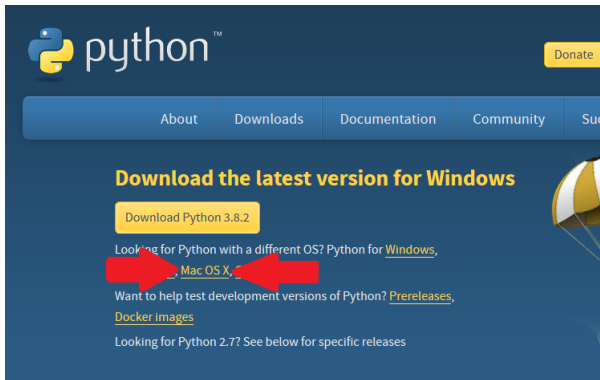 python™
Donate
About Downloads Documentation Community
Download the latest version for Windows
Download Python 3.8.2
Looking for Python with a different OS? Python for Windows,
, Mac OS X,
Want to help test development versions of Python? Prereleases,
Docker images
Looking for Python 2.7? See below for specific releases